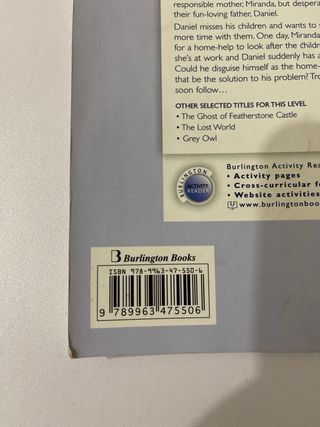 responsible mother, Miranda, but despera
their fun-loving father, Daniel.
Daniel misses his children and wants to
more time with them. One day, Miranda
for a home-help to look after the childr
she's at work and Daniel suddenly has a
Could he disguise himself as the home-
that be the solution to his problem? Tro
soon follow...
OTHER SELECTED TITLES FOR THIS LEVEL
• The Ghost of Featherstone Castle
• The Lost World
• Grey Owl
Burlington Activity Rea
• Activity pages
• Cross-curricular f
• Website activities
www.burlingtonboo
BURLINGTON
ACTIVITY
READER
B Burlington Books
ISBN 978-9963-47-550-6
9 789963 475506